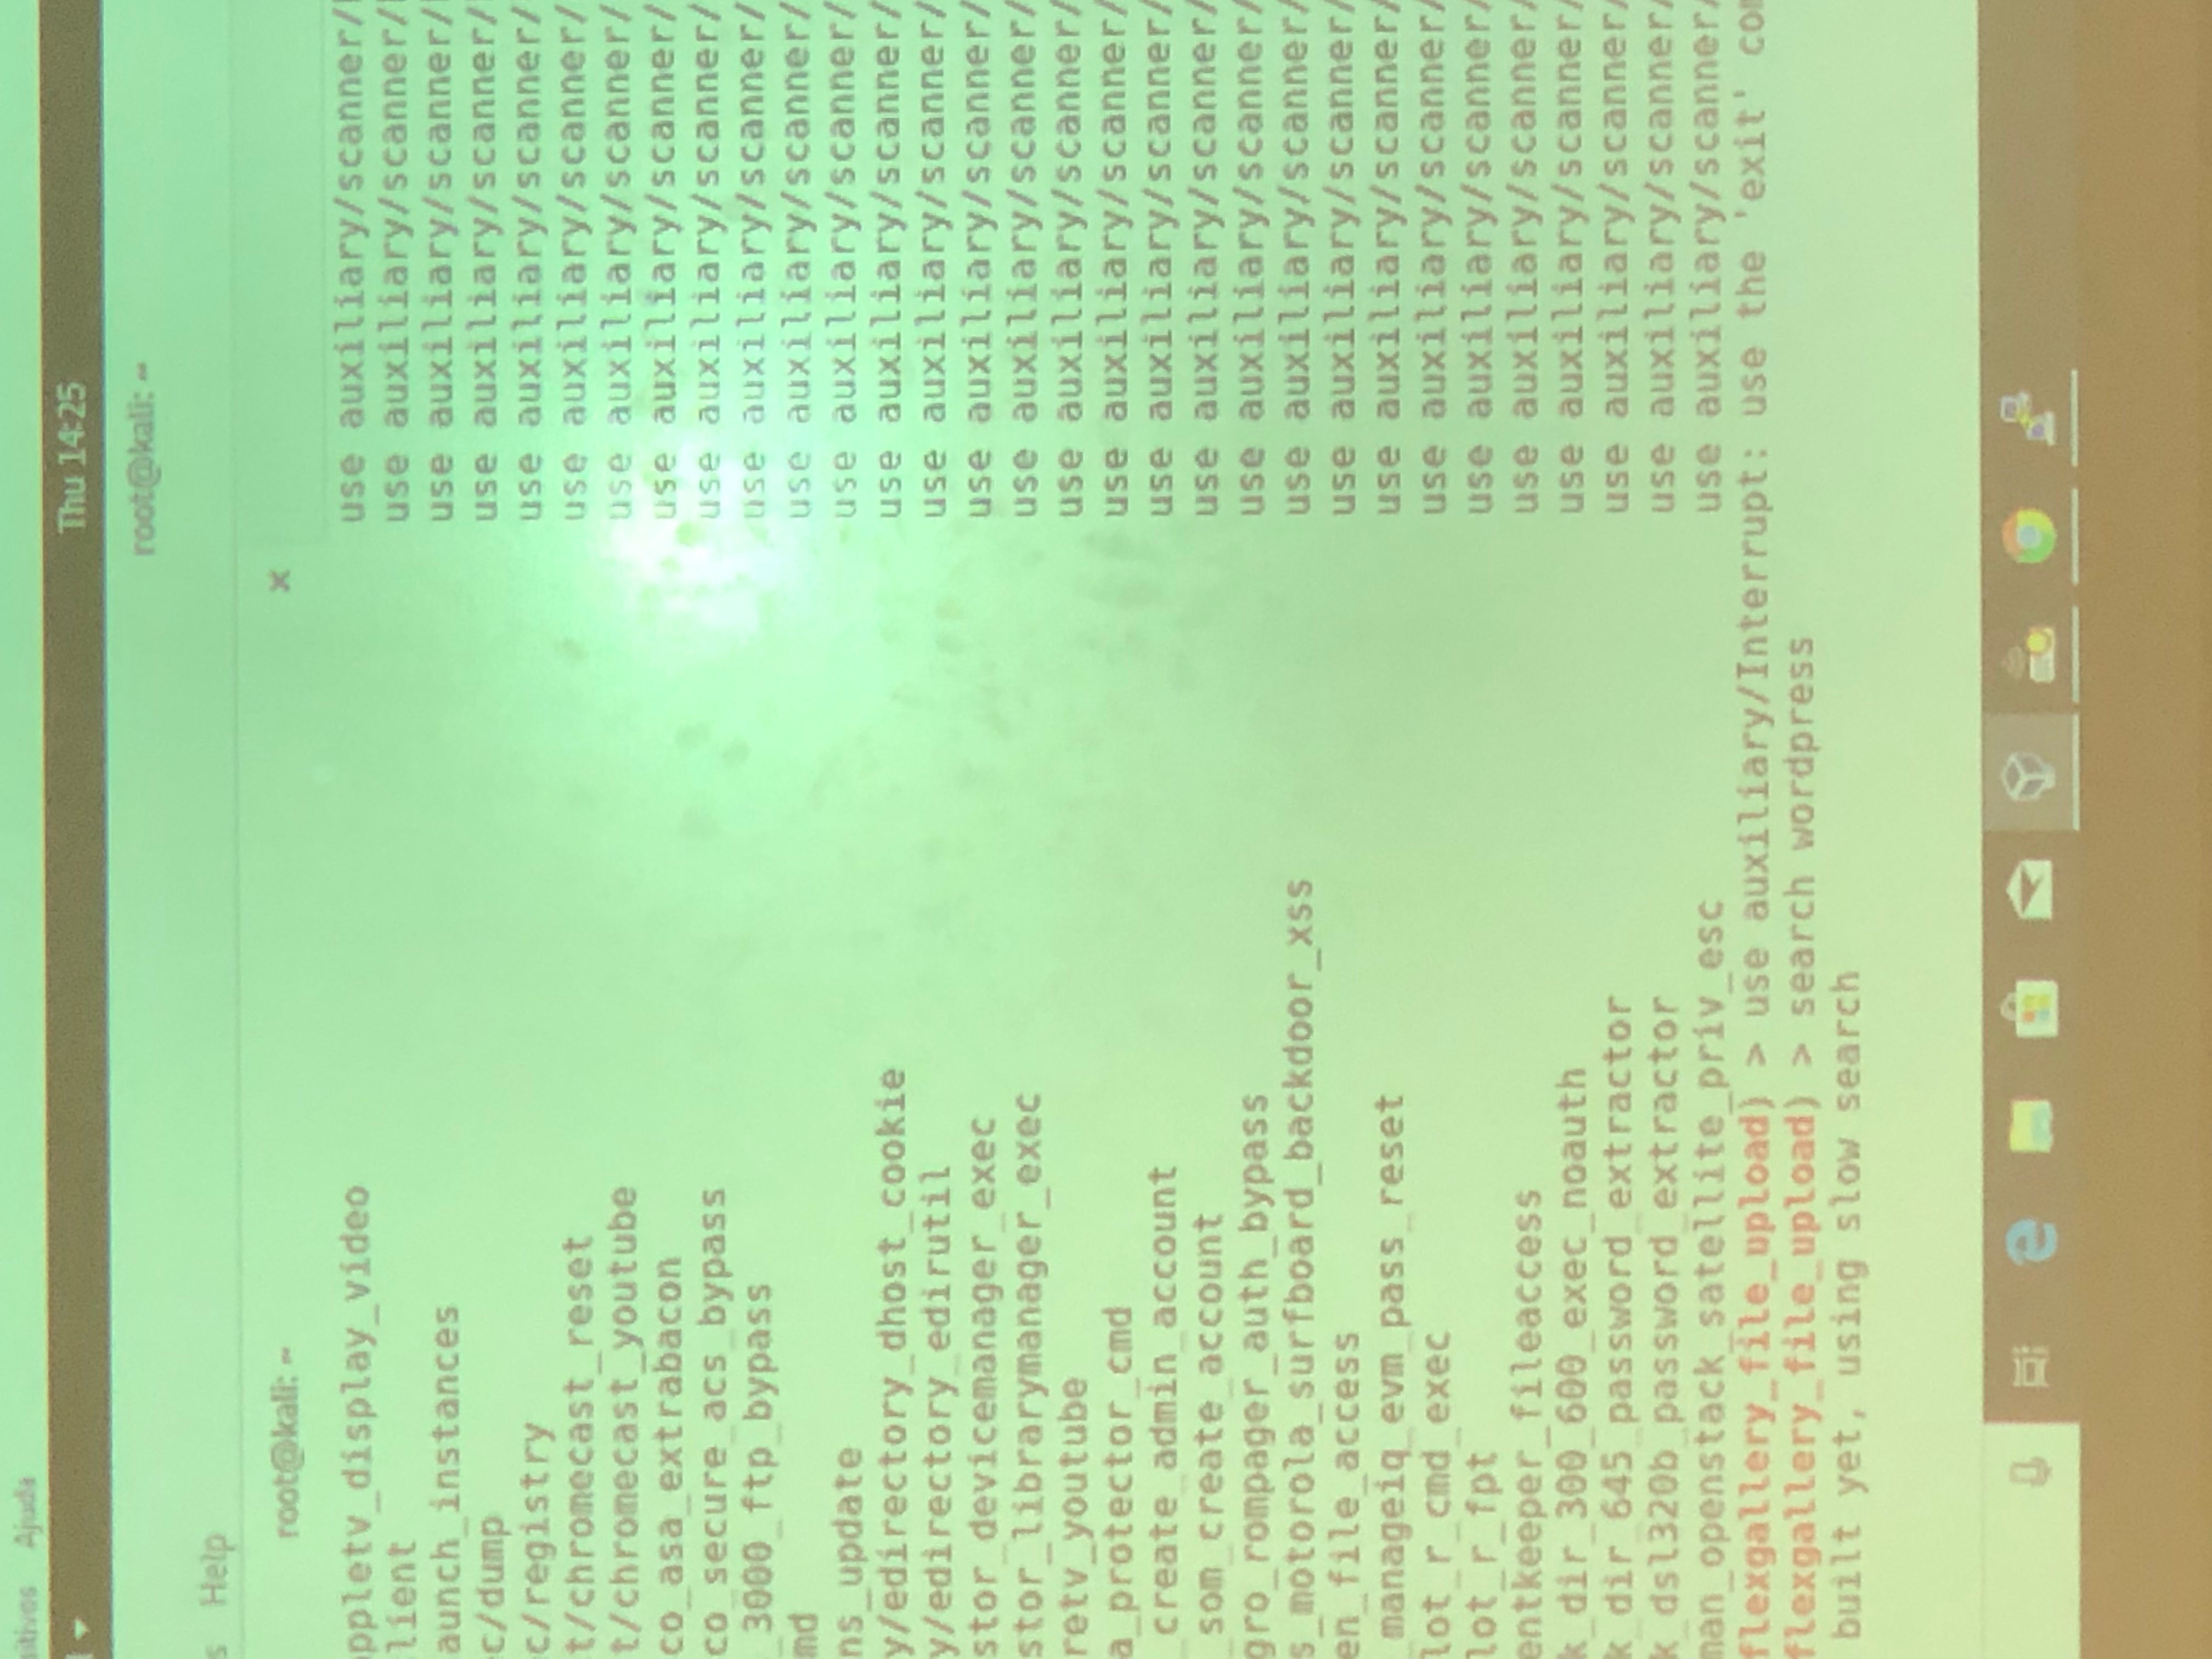 sitivos Ajuda
Thu 14:25
root@kali: ~
s Help
root@kali: ~ ×
appletv_display_video use auxiliary/scanner/
client use auxiliary/scanner/
launch_instances use auxiliary/scanner/
ec/dump use auxiliary/scanner/
ec/registry use auxiliary/scanner/
t/chromecast_reset use auxiliary/scanner/
t/chromecast_youtube use auxiliary/scanner/
co_asa_extrabacon use auxiliary/scanner/
co_secure_acs_bypass use auxiliary/scanner/
_3000_ftp_bypass use auxiliary/scanner/
md use auxiliary/scanner/
ns_update use auxiliary/scanner/
y/edirectory_dhost_cookie use auxiliary/scanner/
y/edirectory_edirutil use auxiliary/scanner/
stor_devicemanager_exec use auxiliary/scanner/
stor_librarymanager_exec use auxiliary/scanner/
retv_youtube use auxiliary/scanner/
a_protector_cmd use auxiliary/scanner/
_create_admin_account use auxiliary/scanner/
_som_create_account use auxiliary/scanner/
gro_rompager_auth_bypass use auxiliary/scanner/
s_motorola_surfboard_backdoor_xss use auxiliary/scanner/
en_file_access use auxiliary/scanner/
_manageiq_evm_pass_reset use auxiliary/scanner/
lot_r_cmd_exec use auxiliary/scanner/
lot_r_fpt use auxiliary/scanner/
entkeeper_fileaccess use auxiliary/scanner/
k_dir_300_600_exec_noauth use auxiliary/scanner/
k_dir_645_password_extractor use auxiliary/scanner/
k_dsl320b_password_extractor use auxiliary/scanner/
man_openstack_satellite_priv_esc use auxiliary/scanner/
flexgallery_file_upload) > use auxiliary/Interrupt: use the 'exit' com
flexgallery_file_upload) > search wordpress
built yet, using slow search